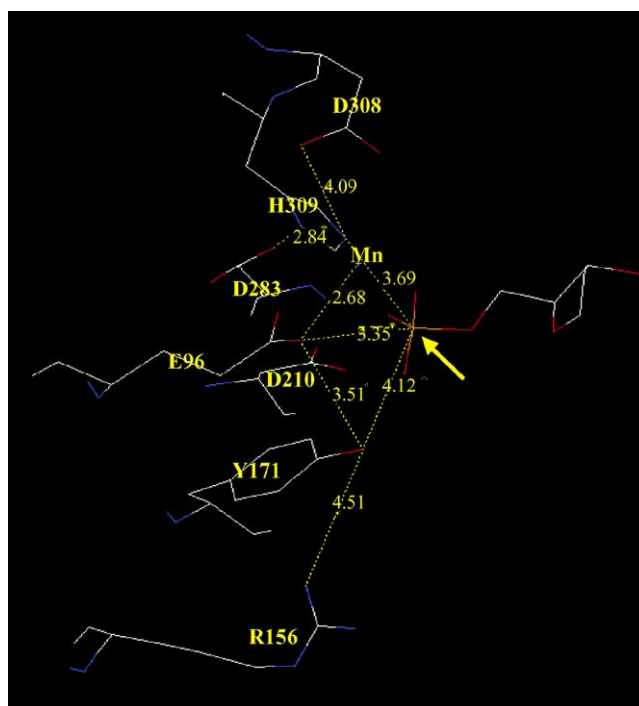 D308
4.09
H309
2.84
Mn
D283
3.69
2.68
3.35
E96
D210
3.51
4.12
Y171
4.51
R156